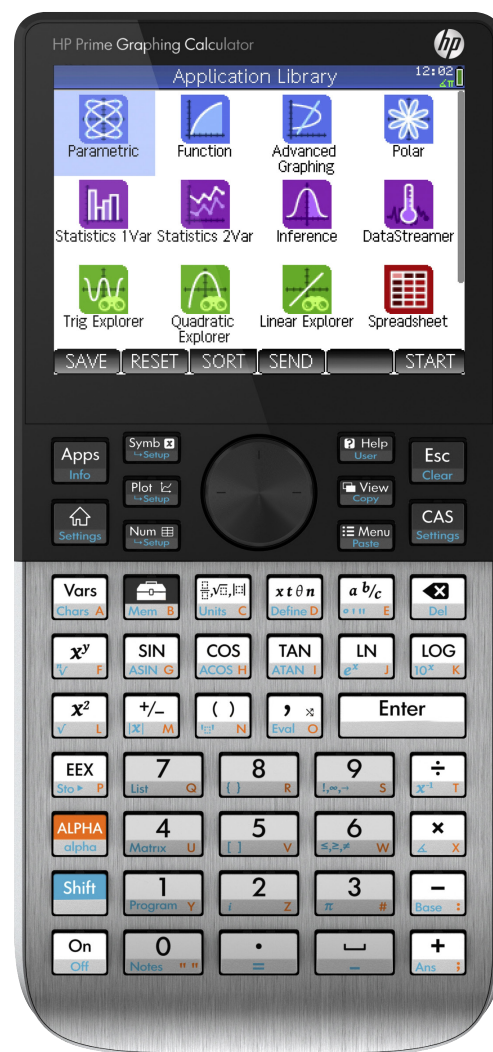 HP Prime Graphing Calculator
hp
Application Library
12:02
∡π
Parametric Function Advanced Graphing Polar
Statistics 1Var Statistics 2Var Inference DataStreamer
Trig Explorer Quadratic Explorer Linear Explorer Spreadsheet
SAVE RESET SORT SEND START
Apps Info
Symb ↪Setup
Help User
Esc Clear
Plot ↪Setup
View Copy
Settings
Num ↪Setup
Menu Paste
CAS Settings
Vars
Chars A Mem B Units C
x t θ n Define D
a b/c E
Del
xʸ SIN COS TAN LN LOG
F ASIN G ACOS H ATAN I eˣ J 10ˣ K
x² +/– ( ) , Enter
√ L |x| M N Eval O
EEX 7 8 9 ÷
Sto ▸ P List Q { } R !,∞,→ S x⁻¹ T
ALPHA 4 5 6 ×
alpha Matrix U [ ] V ≤,≥,≠ W ∡ X
Shift 1 2 3 –
Program Y i Z π # Base :
On 0 . +
Off Notes " " = _ Ans ;